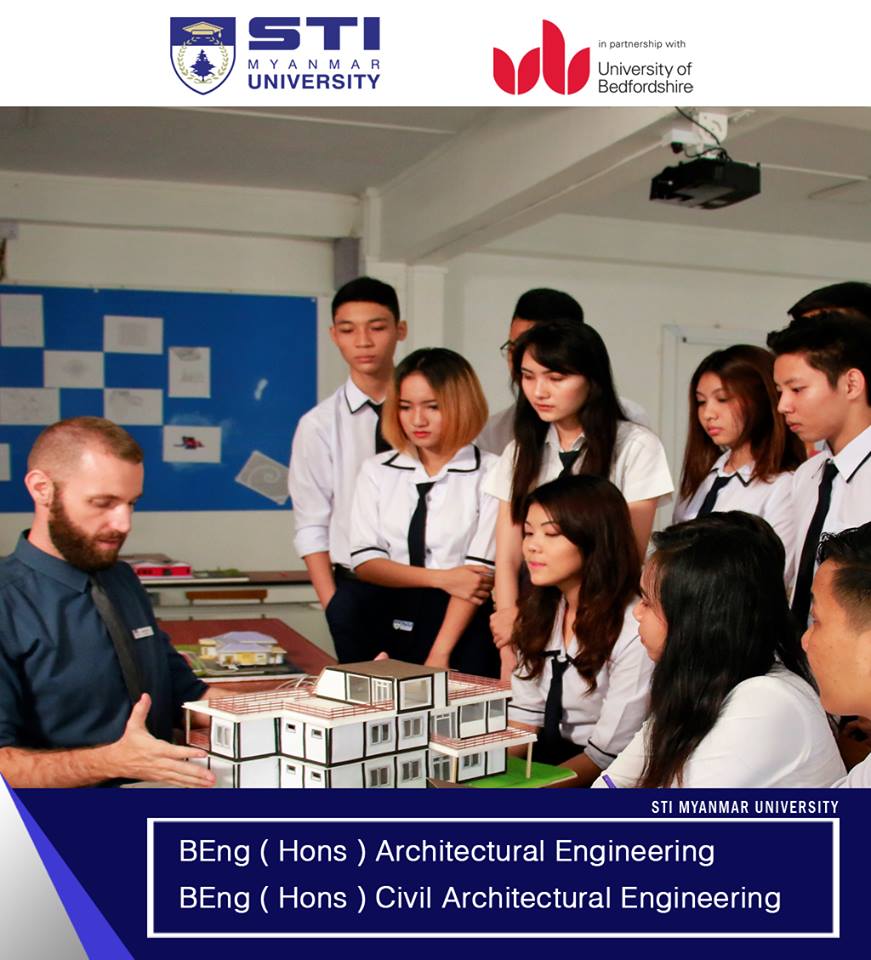 STI
MYANMAR
UNIVERSITY
in partnership with
University of
Bedfordshire
STI MYANMAR UNIVERSITY
BEng ( Hons ) Architectural Engineering
BEng ( Hons ) Civil Architectural Engineering